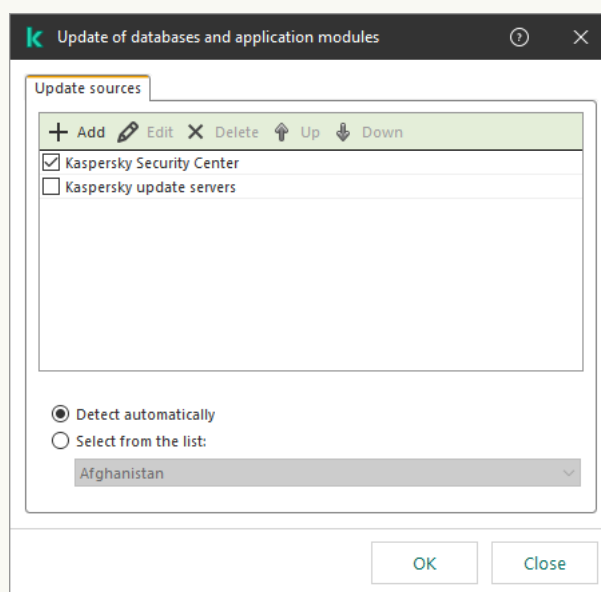 Update of databases and application modules
Update sources
Add Edit Delete Up Down
Kaspersky Security Center
Kaspersky update servers
Detect automatically
Select from the list:
Afghanistan
OK Close